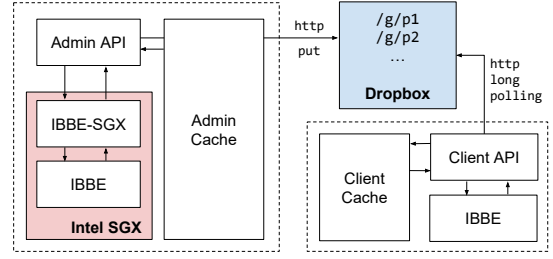 Admin API
IBBE-SGX
IBBE
Intel SGX
Admin
Cache
http
put
/g/p1
/g/p2
...
Dropbox
http
long
polling
Client
Cache
Client API
IBBE